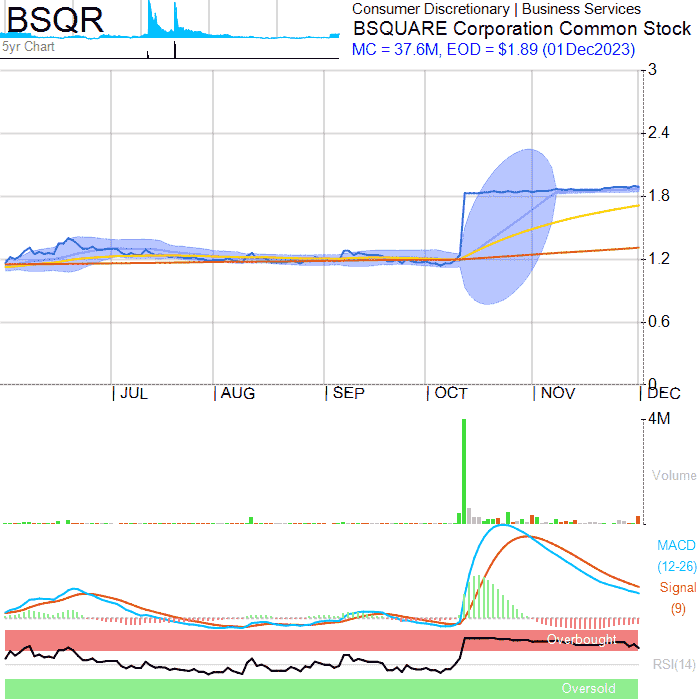 BSQR
Consumer Discretionary | Business Services
BSQUARE Corporation Common Stock
MC = 37.6M, EOD = $1.89 (01Dec2023)
5yr Chart
3
2.4
1.8
1.2
0.6
0
| JUL | AUG | SEP | OCT | NOV | DEC
4M
Volume
MACD
(12-26)
Signal
(9)
Overbought
RSI(14)
Oversold